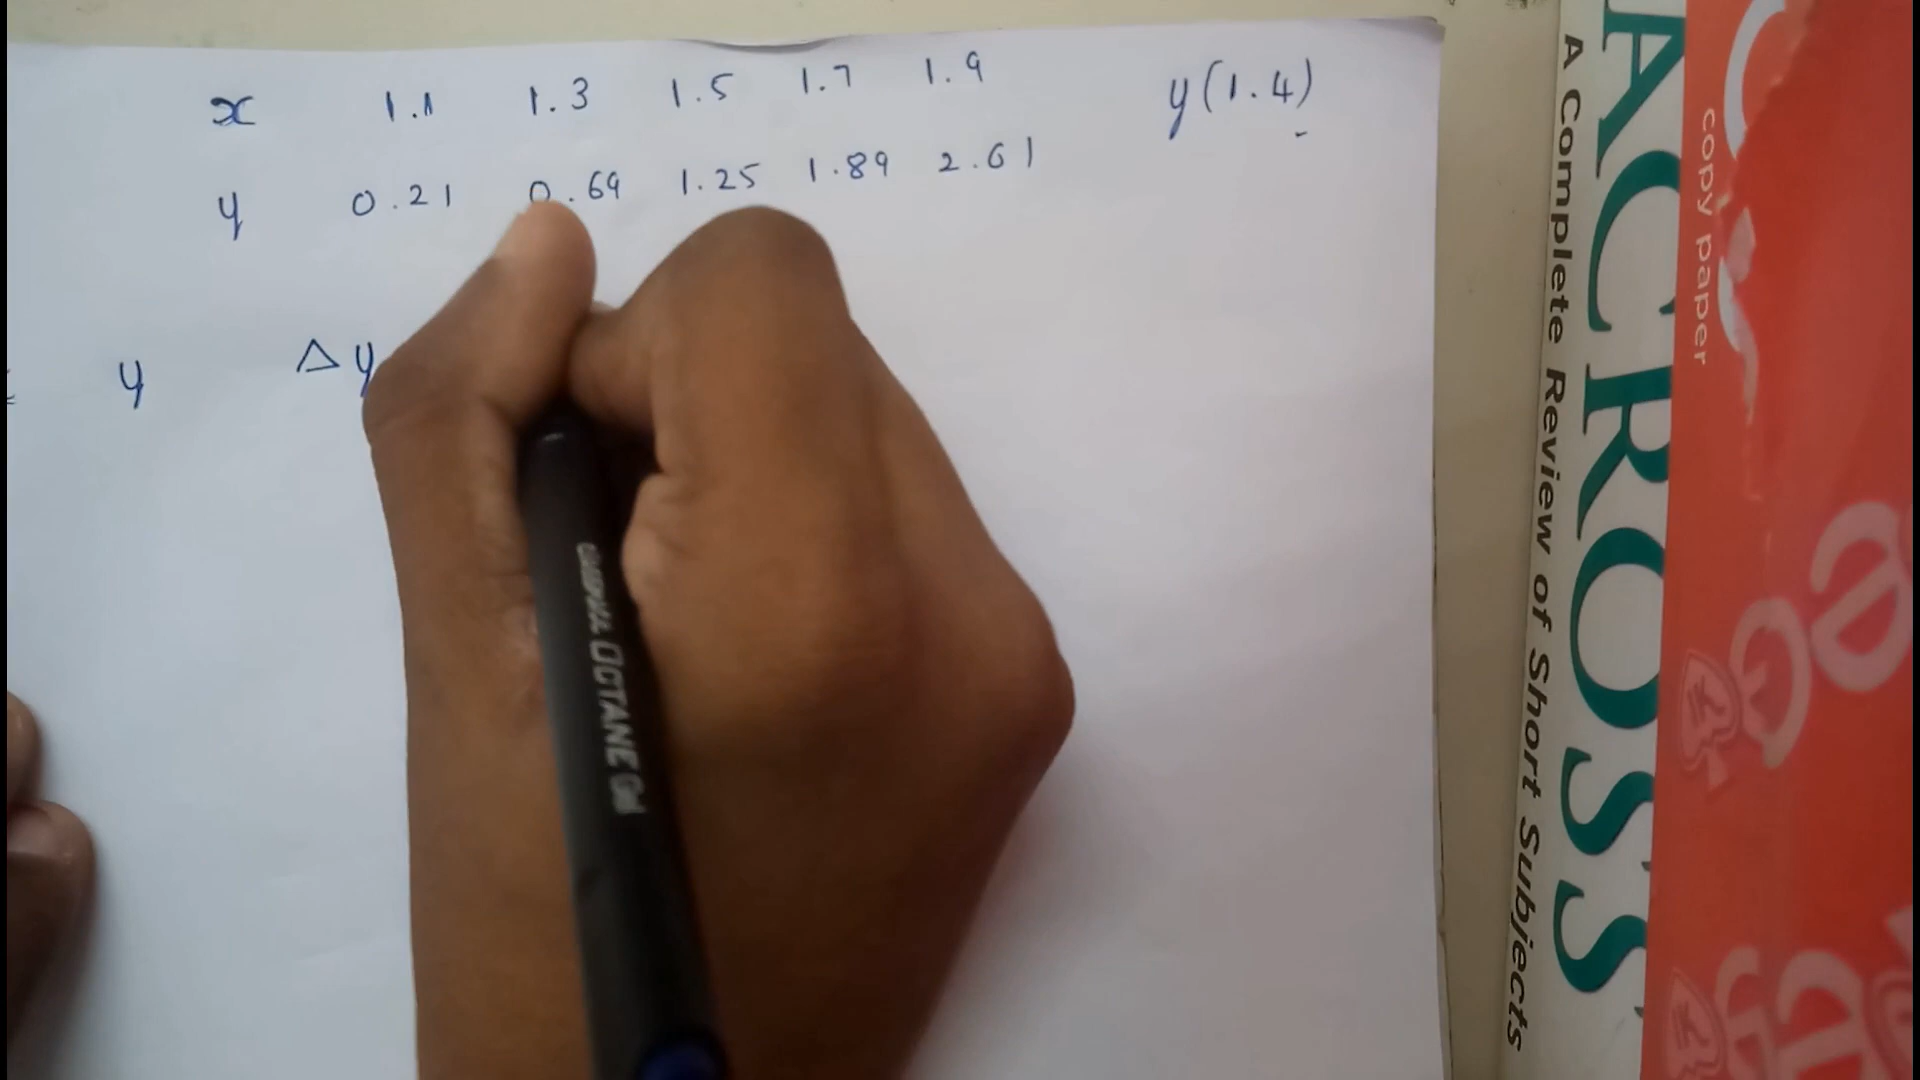 x 1.1 1.3 1.5 1.7 1.9 y(1.4)
y 0.21 0.69 1.25 1.89 2.61
y Δy
OCTANE Gel
ACROSS
A Complete Review of Short Subjects
copy paper